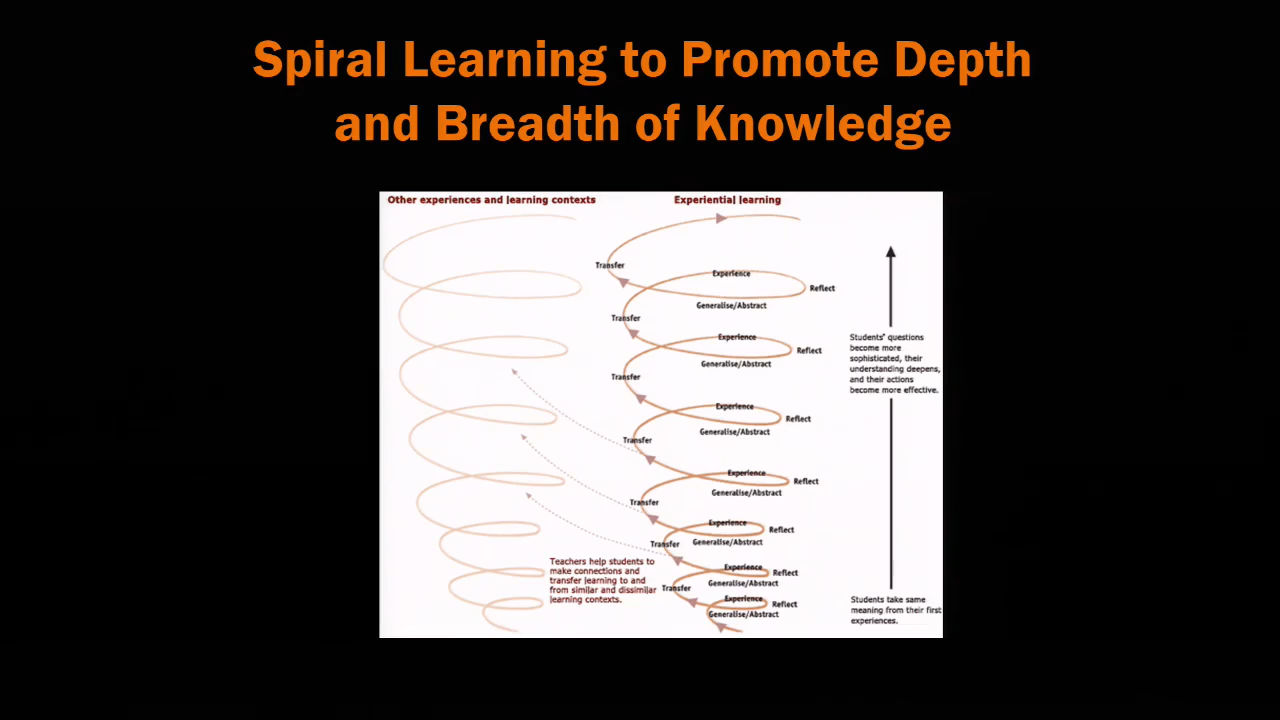 Spiral Learning to Promote Depth
and Breadth of Knowledge
Other experiences and learning contexts
Experiential learning
Transfer
Experience
Reflect
Generalise/Abstract
Transfer
Experience
Reflect
Generalise/Abstract
Transfer
Experience
Reflect
Generalise/Abstract
Transfer
Experience
Reflect
Generalise/Abstract
Transfer
Experience
Reflect
Generalise/Abstract
Transfer
Experience
Reflect
Generalise/Abstract
Transfer
Experience
Reflect
Generalise/Abstract
Students' questions
become more
sophisticated, their
understanding deepens,
and their actions
become more effective.
Teachers help students to
make connections and
transfer learning to and
from similar and dissimilar
learning contexts.
Students take same
meaning from their first
experiences.